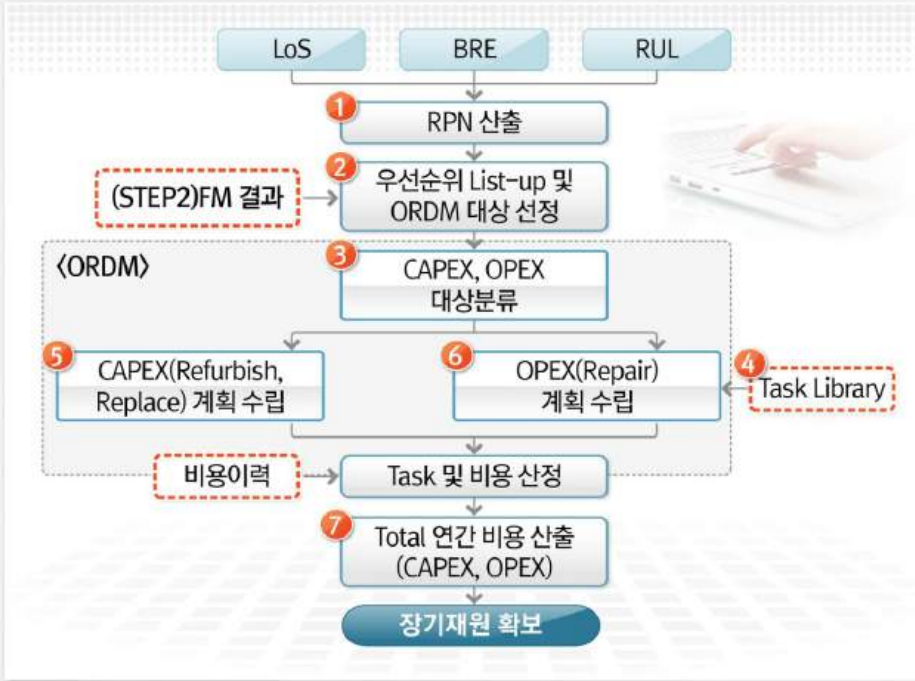 LoS
BRE
RUL
1
RPN 산출
(STEP2)FM 결과
2
우선순위 List-up 및
ORDM 대상 선정
〈ORDM〉
3
CAPEX, OPEX
대상분류
5
CAPEX(Refurbish,
Replace) 계획 수립
6
OPEX(Repair)
계획 수립
4
Task Library
비용이력
Task 및 비용 산정
7
Total 연간 비용 산출
(CAPEX, OPEX)
장기재원 확보